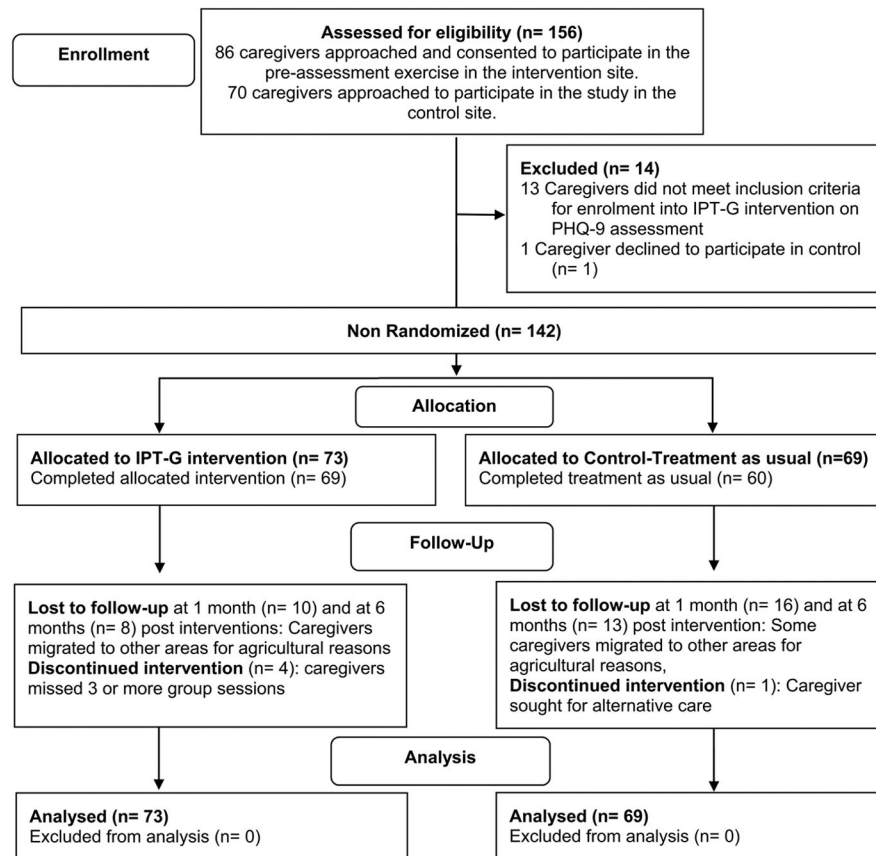 Enrollment
Assessed for eligibility (n= 156)
86 caregivers approached and consented to participate in the
pre-assessment exercise in the intervention site.
70 caregivers approached to participate in the study in the
control site.
Excluded (n= 14)
13 Caregivers did not meet inclusion criteria
for enrolment into IPT-G intervention on
PHQ-9 assessment
1 Caregiver declined to participate in control
(n= 1)
Non Randomized (n= 142)
Allocation
Allocated to IPT-G intervention (n= 73)
Completed allocated intervention (n= 69)
Allocated to Control-Treatment as usual (n=69)
Completed treatment as usual (n= 60)
Follow-Up
Lost to follow-up at 1 month (n= 10) and at 6
months (n= 8) post interventions: Caregivers
migrated to other areas for agricultural reasons
Discontinued intervention (n= 4): caregivers
missed 3 or more group sessions
Lost to follow-up at 1 month (n= 16) and at 6
months (n= 13) post intervention: Some
caregivers migrated to other areas for
agricultural reasons,
Discontinued intervention (n= 1): Caregiver
sought for alternative care
Analysis
Analysed (n= 73)
Excluded from analysis (n= 0)
Analysed (n= 69)
Excluded from analysis (n= 0)